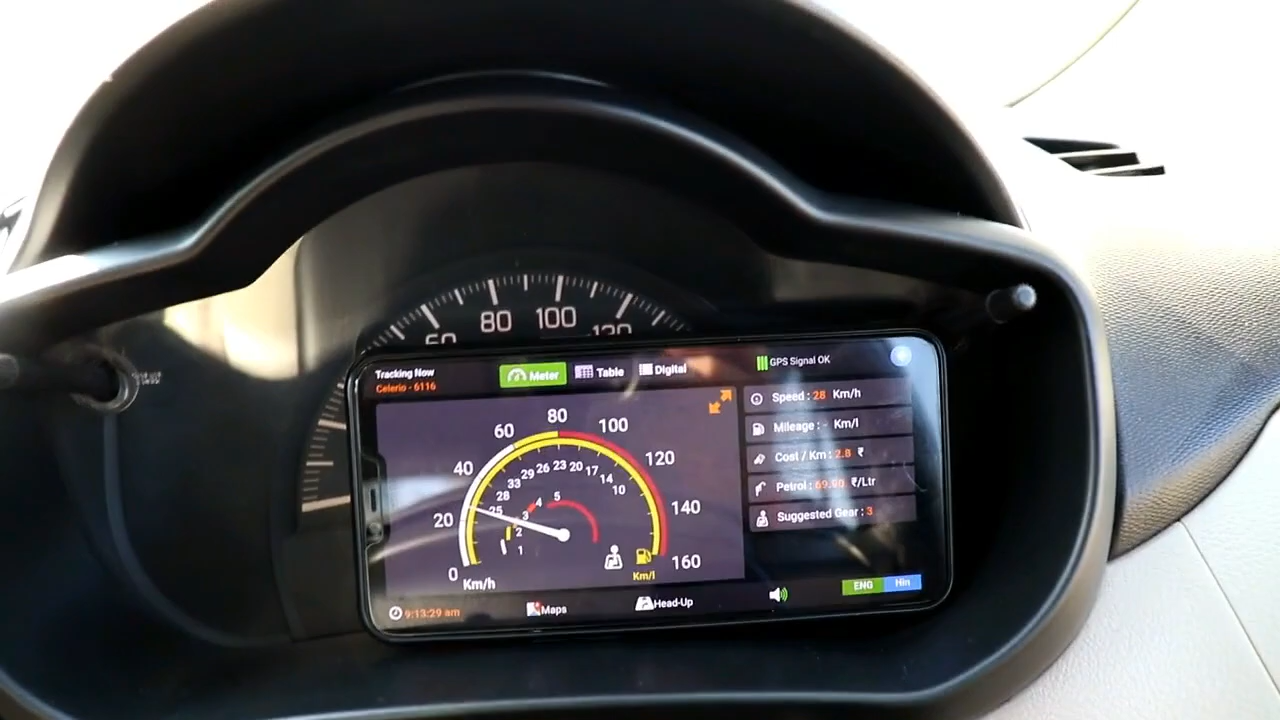 80 100
60 120
Tracking Now
Celerio - 6116
Meter Table Digital
GPS Signal OK
Speed : 28 Km/h
Mileage : - Km/l
Cost / Km : 2.8 ₹
Petrol : 69.90 ₹/Ltr
Suggested Gear : 3
0 20 40 60 80 100 120 140 160
25 28 33 29 26 23 20 17 14 10
1 2 3 4 5
Km/h
Km/l
9:13:29 am
Maps
Head-Up
ENG Hin